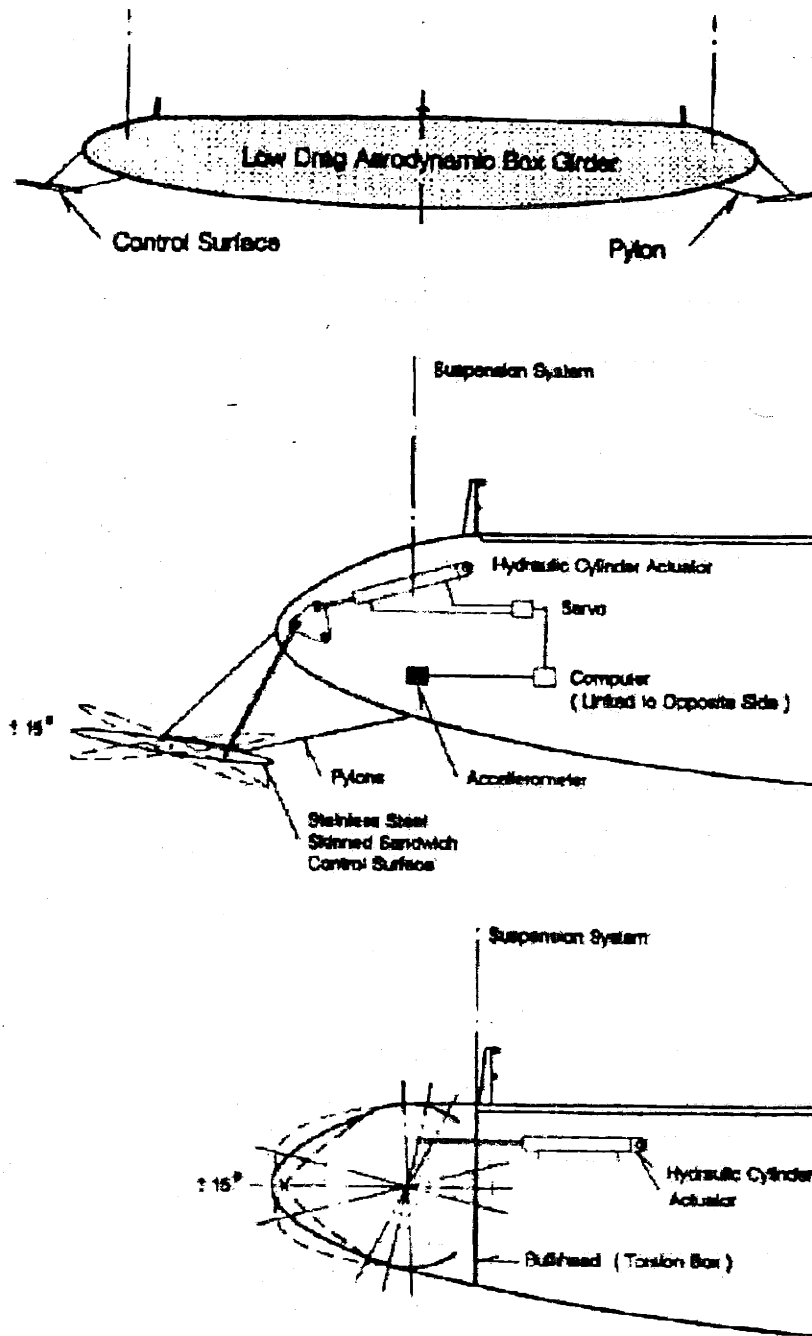 Low Drag Aerodynamic Box Girder
Control Surface
Pylon
Suspension System
Hydraulic Cylinder Actuator
Servo
Computer
( Linked to Opposite Side )
± 15°
Pylons
Accellerometer
Stainless Steel
Skinned Sandwich
Control Surface
Suspension System
± 15°
Hydraulic Cylinder
Actuator
Bulkhead ( Torsion Box )